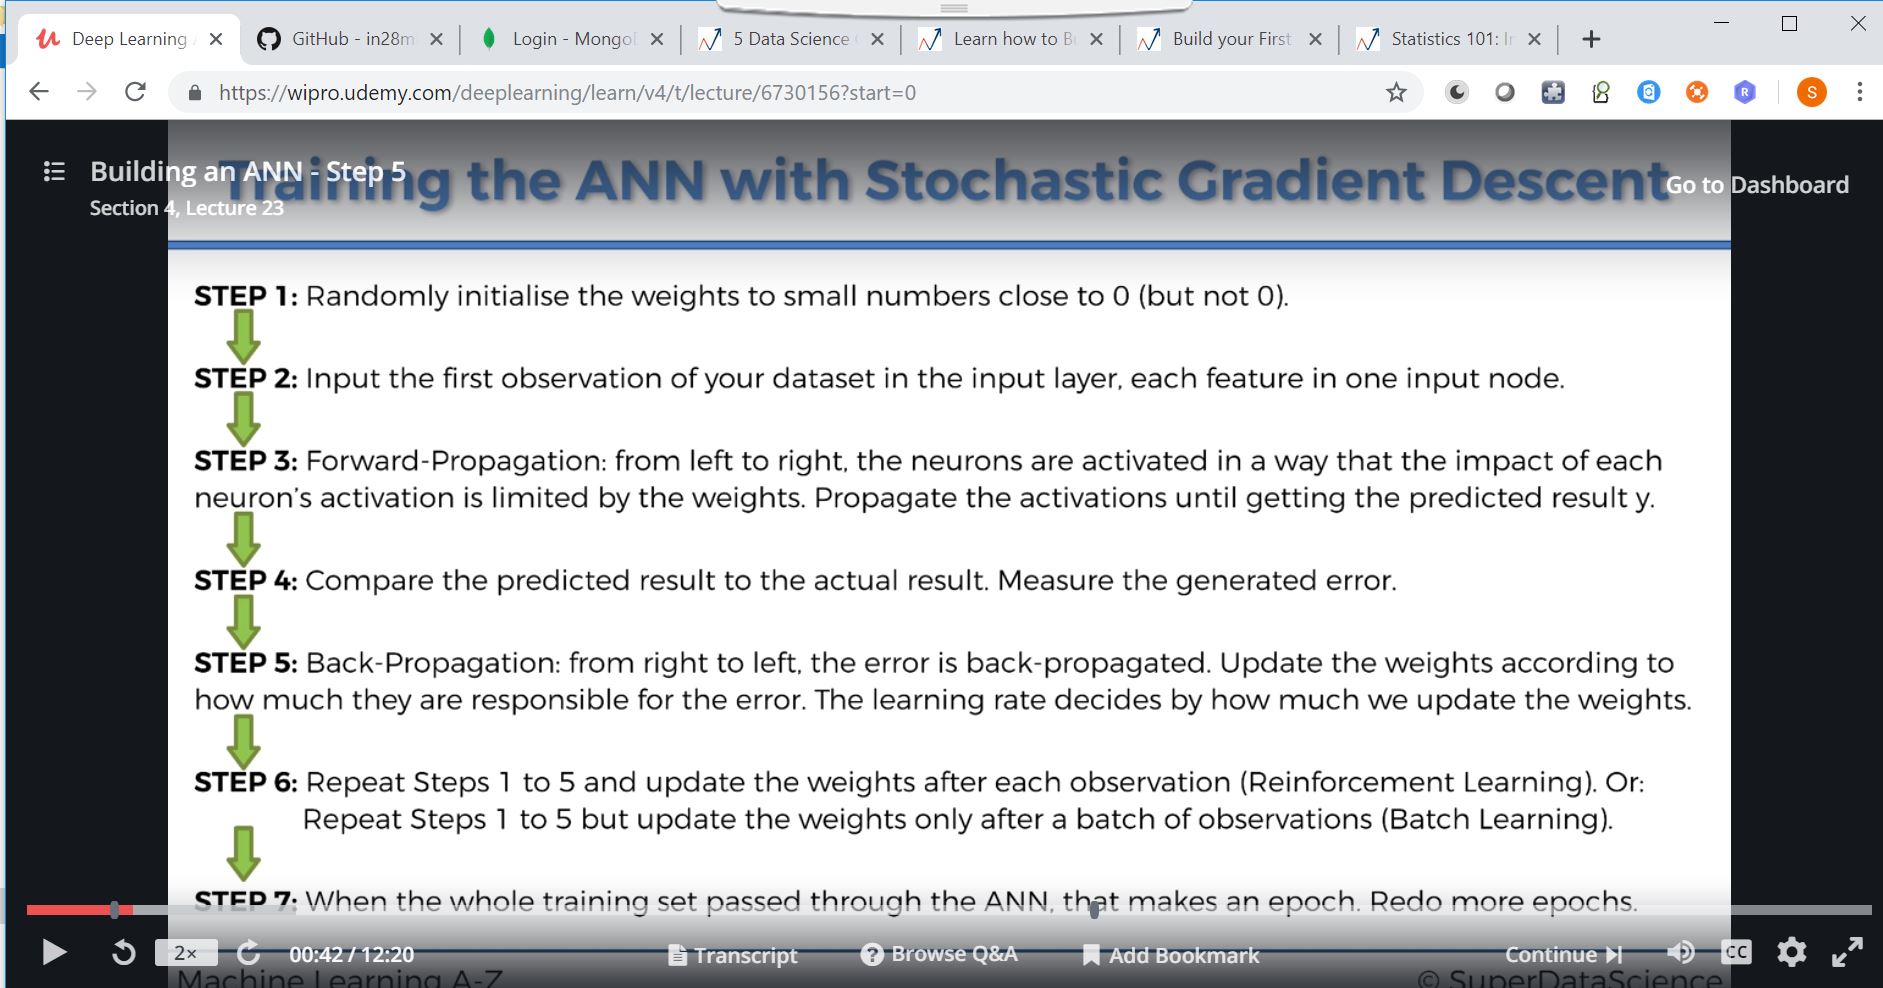 Deep Learning
GitHub - in28m
Login - Mongo
5 Data Science
Learn how to B
Build your First
Statistics 101: I
https://wipro.udemy.com/deeplearning/learn/v4/t/lecture/6730156?start=0
R
S
Building an ANN - Step 5
Section 4, Lecture 23
Training the ANN with Stochastic Gradient Descent
Go to Dashboard
STEP 1: Randomly initialise the weights to small numbers close to 0 (but not 0).
STEP 2: Input the first observation of your dataset in the input layer, each feature in one input node.
STEP 3: Forward-Propagation: from left to right, the neurons are activated in a way that the impact of each
neuron's activation is limited by the weights. Propagate the activations until getting the predicted result y.
STEP 4: Compare the predicted result to the actual result. Measure the generated error.
STEP 5: Back-Propagation: from right to left, the error is back-propagated. Update the weights according to
how much they are responsible for the error. The learning rate decides by how much we update the weights.
STEP 6: Repeat Steps 1 to 5 and update the weights after each observation (Reinforcement Learning). Or:
Repeat Steps 1 to 5 but update the weights only after a batch of observations (Batch Learning).
STEP 7: When the whole training set passed through the ANN, that makes an epoch. Redo more epochs.
2×
00:42 / 12:20
Transcript
Browse Q&A
Add Bookmark
Continue
CC
Machine Learning A-Z
© SuperDataScience